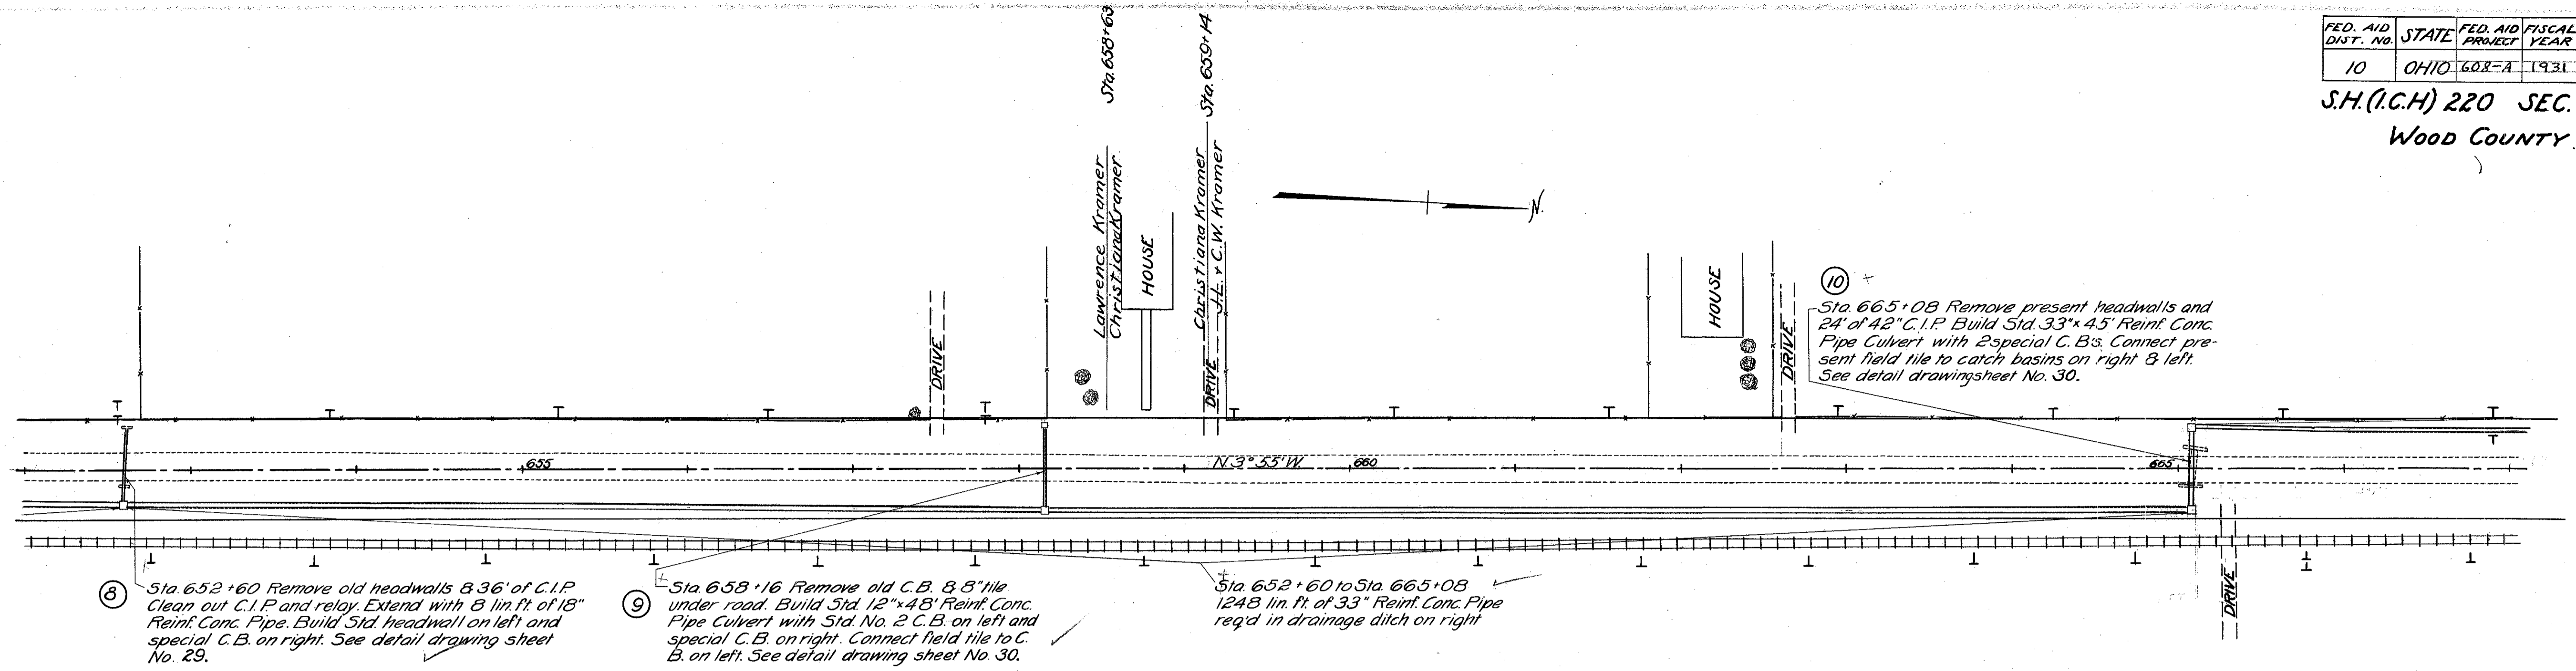 FED. AID DIST. NO. STATE FED. AID PROJECT FISCAL YEAR
10 OHIO 608-A 1931
S.H.(I.C.H) 220 SEC.
WOOD COUNTY
Sta. 658+63
Sta. 659+14
Lawrence Kramer
Christiana Kramer
HOUSE
Christiana Kramer
J.L. & C.W. Kramer
DRIVE
DRIVE
N.
HOUSE
DRIVE
10
Sta. 665+08 Remove present headwalls and
24' of 42" C.I.P. Build Std. 33"x 45' Reinf. Conc.
Pipe Culvert with 2 special C.B's. Connect pre-
sent field tile to catch basins on right & left.
See detail drawing sheet No. 30.
655
N.3°55'W.
660
665
8
Sta. 652+60 Remove old headwalls & 36' of C.I.P.
Clean out C.I.P. and relay. Extend with 8 lin. ft. of 18"
Reinf. Conc. Pipe. Build Std. headwall on left and
special C.B. on right. See detail drawing sheet
No. 29.
9
Sta. 658+16 Remove old C.B. & 8" tile
under road. Build Std. 12"x 48' Reinf. Conc.
Pipe Culvert with Std. No. 2 C.B. on left and
special C.B. on right. Connect field tile to C.
B. on left. See detail drawing sheet No. 30.
Sta. 652+60 to Sta. 665+08
1248 lin. ft. of 33" Reinf. Conc. Pipe
req'd in drainage ditch on right
DRIVE